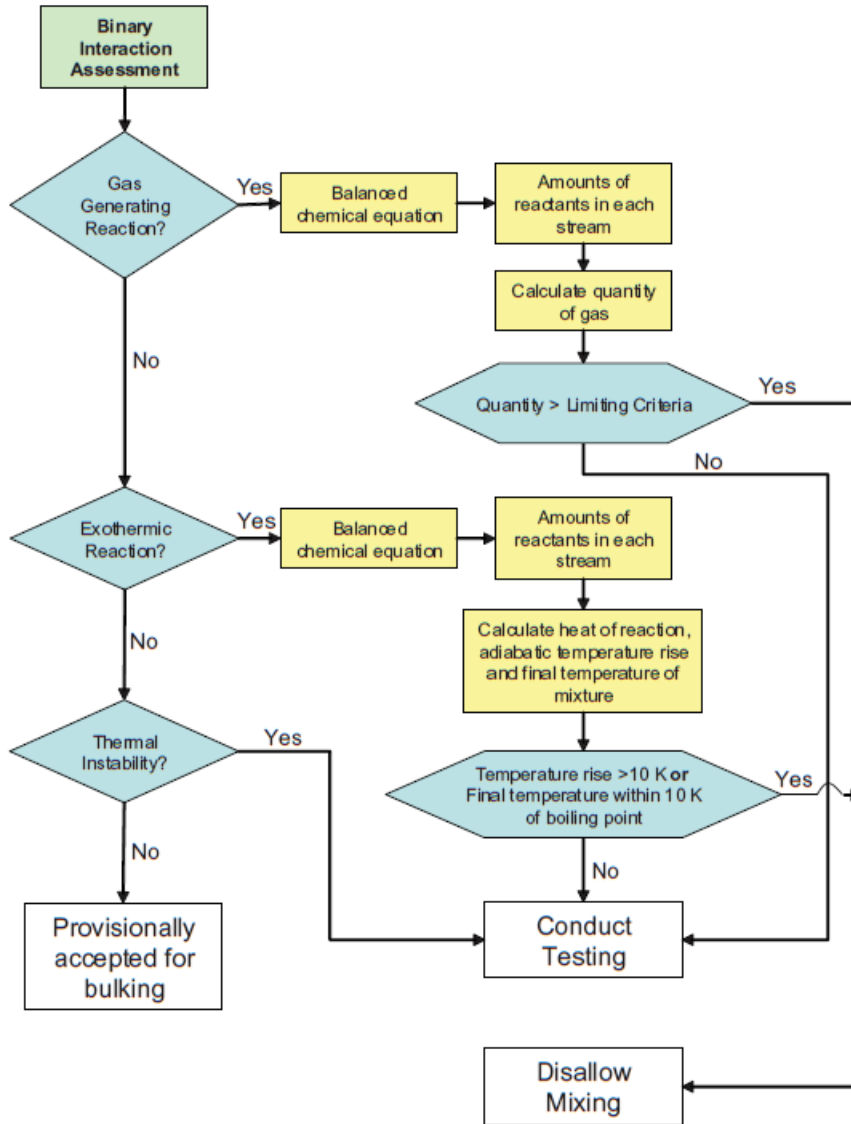 Binary
Interaction
Assessment
Gas
Generating
Reaction?
Yes
Balanced
chemical equation
Amounts of
reactants in each
stream
Calculate quantity
of gas
No
Quantity > Limiting Criteria
Yes
No
Exothermic
Reaction?
Yes
Balanced
chemical equation
Amounts of
reactants in each
stream
No
Calculate heat of reaction,
adiabatic temperature rise
and final temperature of
mixture
Thermal
Instability?
Yes
Temperature rise >10 K or
Final temperature within 10 K
of boiling point
Yes
No
No
Provisionally
accepted for
bulking
Conduct
Testing
Disallow
Mixing